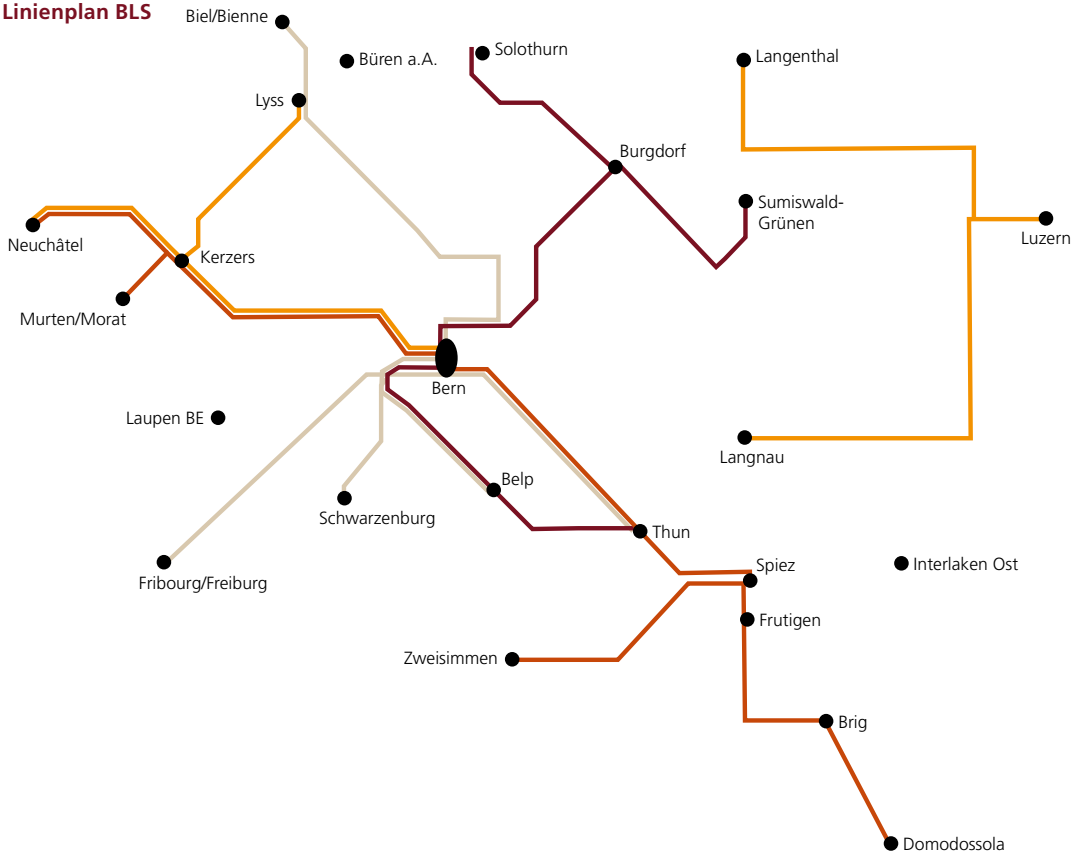 Linienplan BLS
Biel/Bienne
Büren a.A.
Solothurn
Langenthal
Lyss
Burgdorf
Sumiswald-
Grünen
Luzern
Neuchâtel
Kerzers
Murten/Morat
Bern
Laupen BE
Langnau
Belp
Schwarzenburg
Thun
Fribourg/Freiburg
Spiez
Interlaken Ost
Frutigen
Zweisimmen
Brig
Domodossola